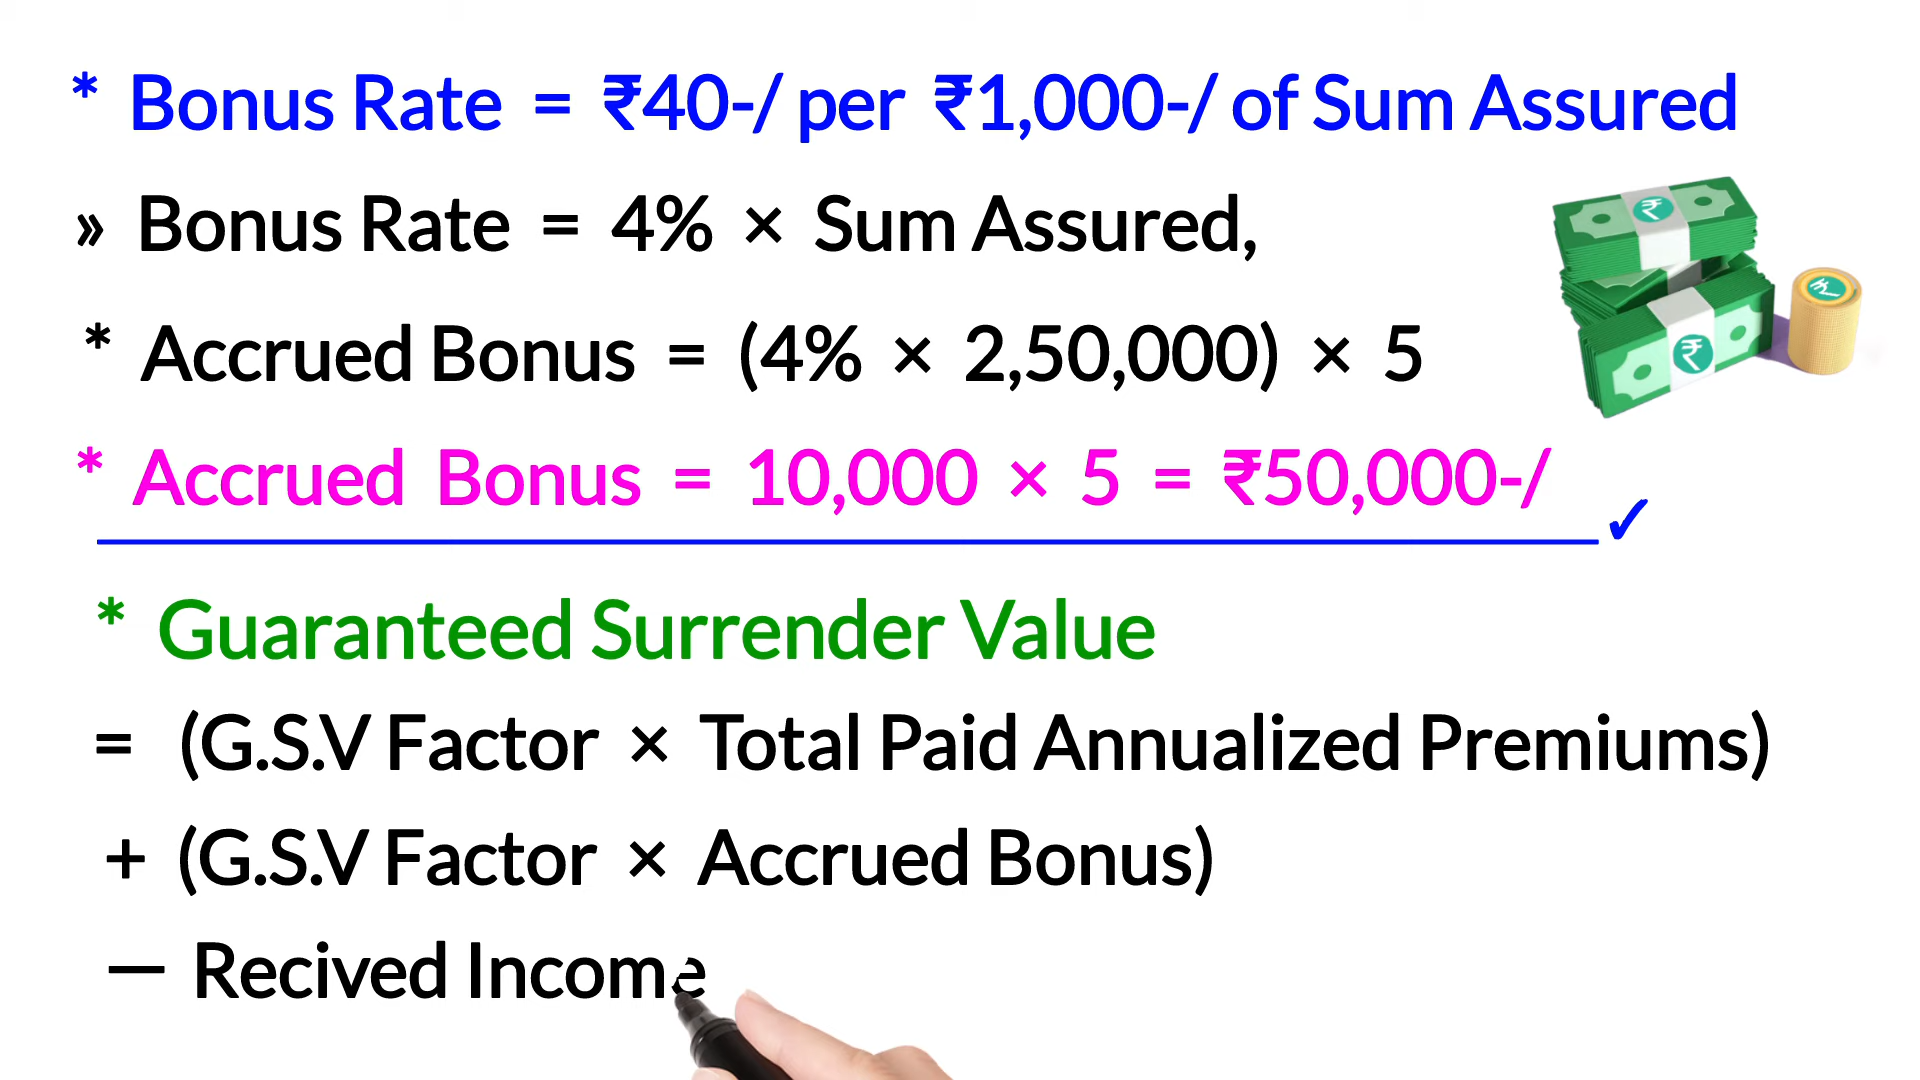 * Bonus Rate = ₹40-/ per ₹1,000-/ of Sum Assured
» Bonus Rate = 4% × Sum Assured,
* Accrued Bonus = (4% × 2,50,000) × 5
* Accrued Bonus = 10,000 × 5 = ₹50,000-/
✓
* Guaranteed Surrender Value
= (G.S.V Factor × Total Paid Annualized Premiums)
+ (G.S.V Factor × Accrued Bonus)
— Recived Income